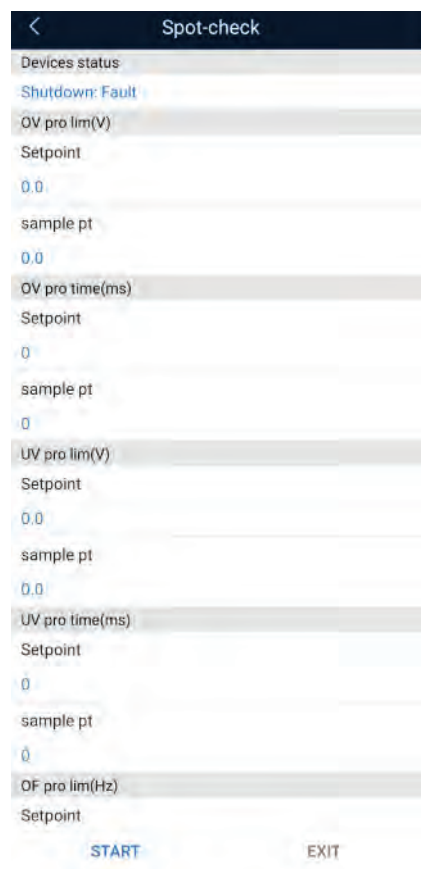 Spot-check
Devices status
Shutdown: Fault
OV pro lim(V)
Setpoint
0.0
sample pt
0.0
OV pro time(ms)
Setpoint
0
sample pt
0
UV pro lim(V)
Setpoint
0.0
sample pt
0.0
UV pro time(ms)
Setpoint
0
sample pt
0
OF pro lim(Hz)
Setpoint
START EXIT